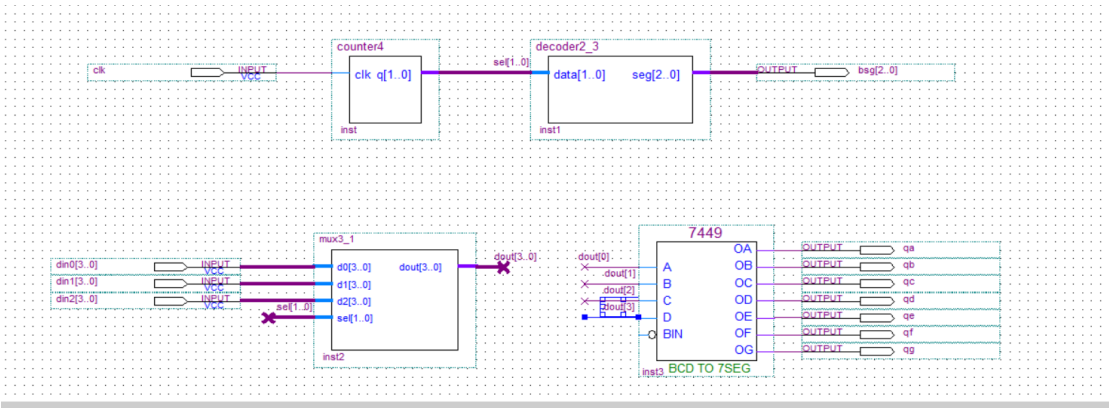 counter4
decoder2_3
clk
INPUT
VCC
clk q[1..0]
sel[1..0]
data[1..0]
seg[2..0]
OUTPUT
bsg[2..0]
inst
inst1
mux3_1
7449
din0[3..0]
INPUT
VCC
d0[3..0]
dout[3..0]
dout[3..0]
din1[3..0]
INPUT
VCC
d1[3..0]
din2[3..0]
INPUT
VCC
d2[3..0]
sel[1..0]
sel[1..0]
inst2
dout[0]
A
OA
OUTPUT
qa
dout[1]
B
OB
OUTPUT
qb
dout[2]
C
OC
OUTPUT
qc
dout[3]
D
OD
OUTPUT
qd
BIN
OE
OUTPUT
qe
OF
OUTPUT
qf
OG
OUTPUT
qg
inst3
BCD TO 7SEG